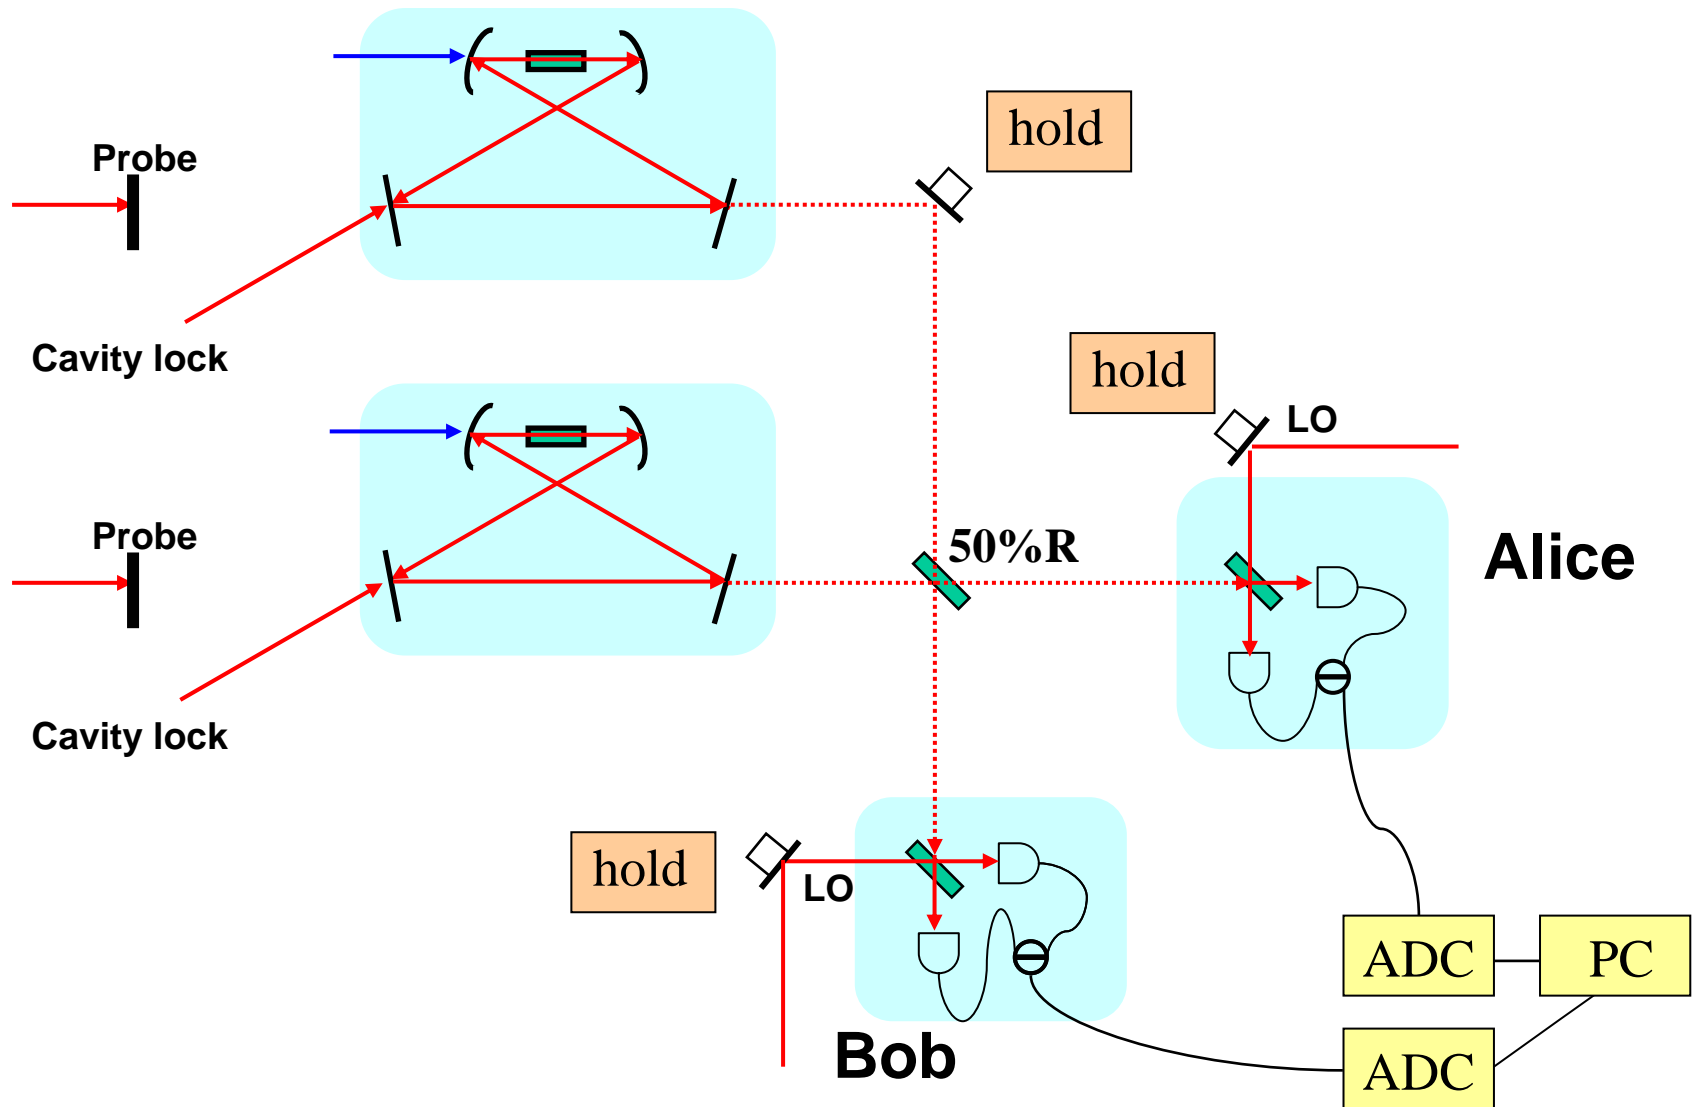 hold
Probe
Cavity lock
hold
LO
Probe
50%R
Alice
Cavity lock
hold
LO
ADC
PC
Bob
ADC